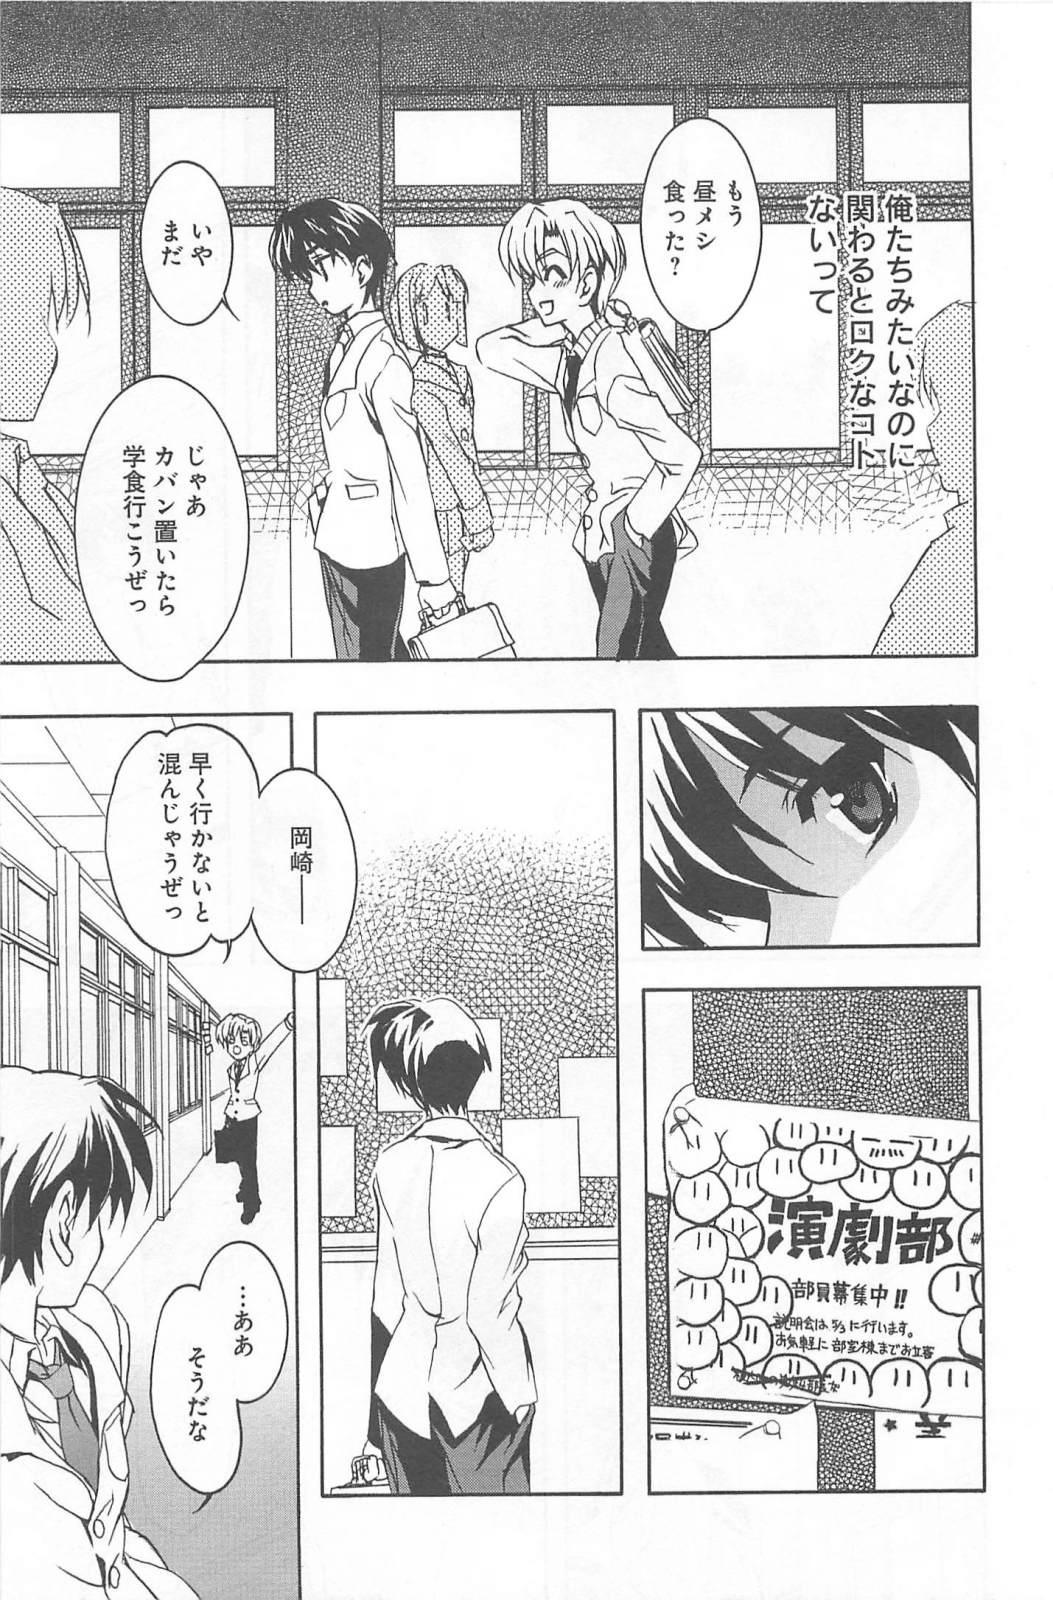 俺たちみたいなのに
関わるとロクなコト
ないって
もう
昼メシ
食った?
いや
まだ
じゃあ
カバン置いたら
学食行こうぜっ
演劇部
部員募集中!!
説明会は5/3に行います。
お気軽に部室棟までお立寄
岡崎――
早く行かないと
混んじゃうぜっ
…ああ
そうだな